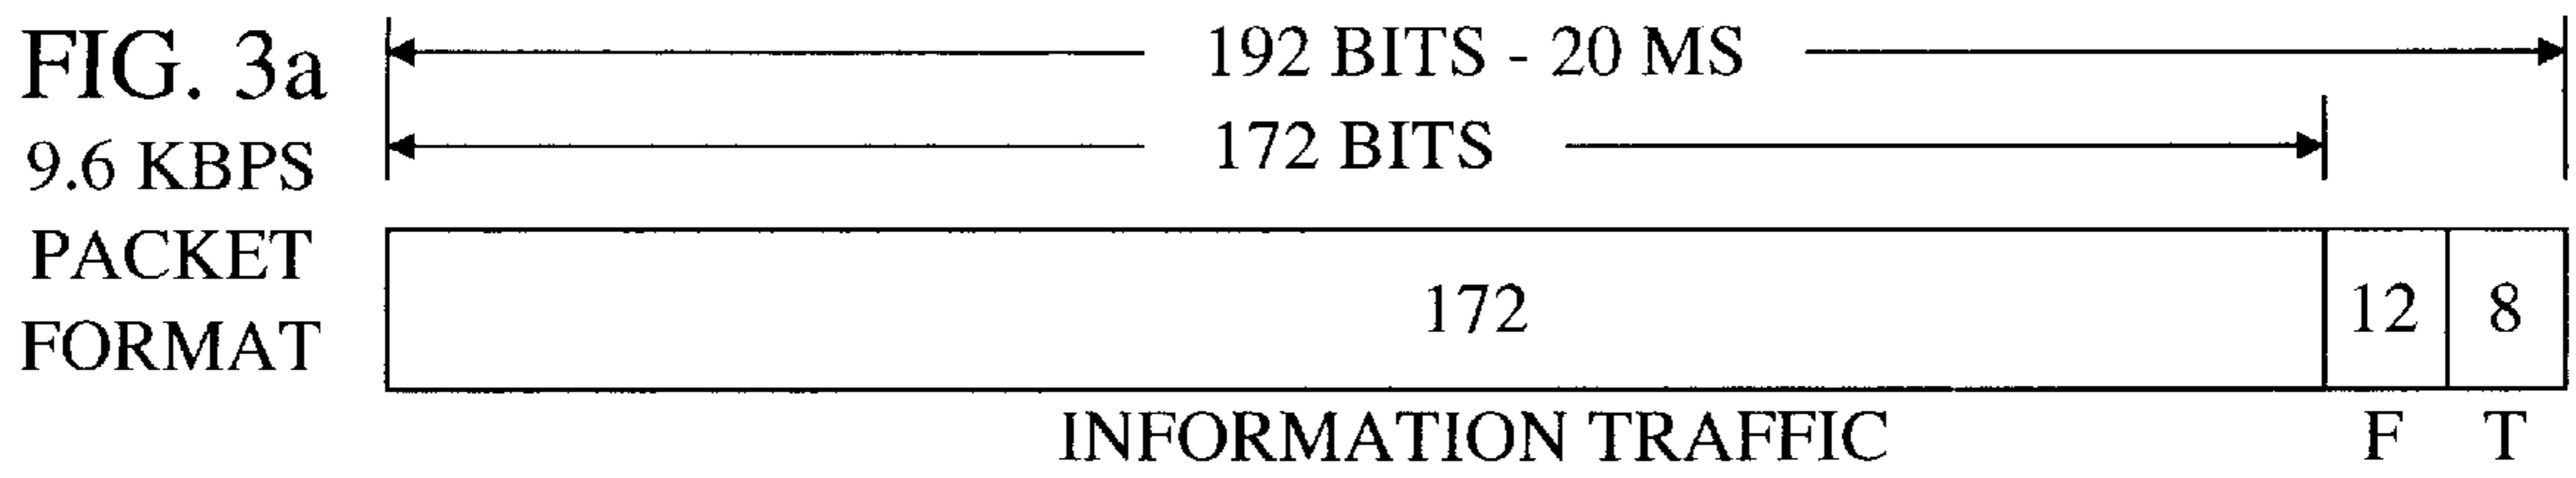 FIG. 3a
192 BITS - 20 MS
9.6 KBPS
172 BITS
PACKET
FORMAT
172
12
8
INFORMATION TRAFFIC
F
T